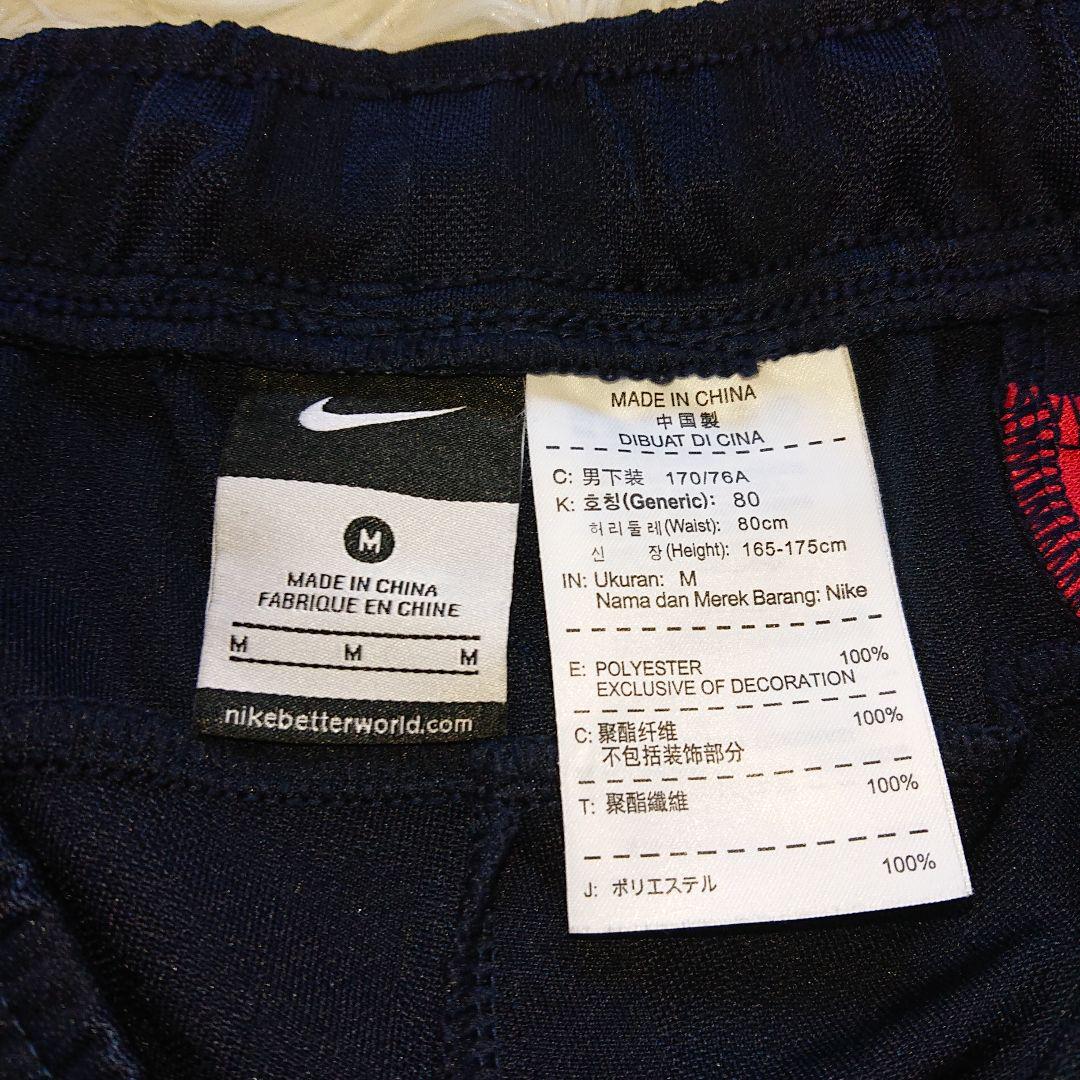 M
MADE IN CHINA
FABRIQUE EN CHINE
M M M
nikebetterworld.com
MADE IN CHINA
中国製
DIBUAT DI CINA
C: 男下装 170/76A
K: 호칭(Generic): 80
허리둘레(Waist): 80cm
신 장(Height): 165-175cm
IN: Ukuran: M
Nama dan Merek Barang: Nike
E: POLYESTER 100%
EXCLUSIVE OF DECORATION
C: 聚酯纤维 100%
不包括装饰部分
T: 聚酯纖維 100%
J: ポリエステル 100%